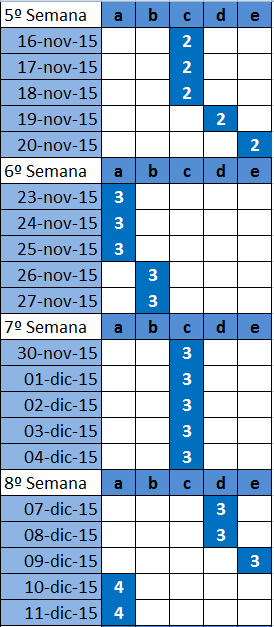 5º Semana a b c d e
16-nov-15 2
17-nov-15 2
18-nov-15 2
19-nov-15 2
20-nov-15 2
6º Semana a b c d e
23-nov-15 3
24-nov-15 3
25-nov-15 3
26-nov-15 3
27-nov-15 3
7º Semana a b c d e
30-nov-15 3
01-dic-15 3
02-dic-15 3
03-dic-15 3
04-dic-15 3
8º Semana a b c d e
07-dic-15 3
08-dic-15 3
09-dic-15 3
10-dic-15 4
11-dic-15 4